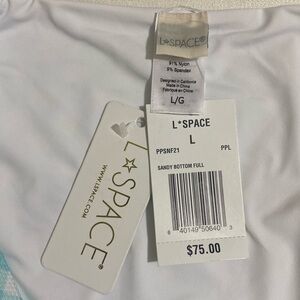 L*SPACE®
91% Nylon
9% Spandex
Designed in California
Made in China
Fabriqué en Chine
L/G
L*SPACE
L
PPSNF21 PPL
SANDY BOTTOM FULL
8 40149 50640 3
$75.00
L*SPACE®
WWW.LSPACE.COM